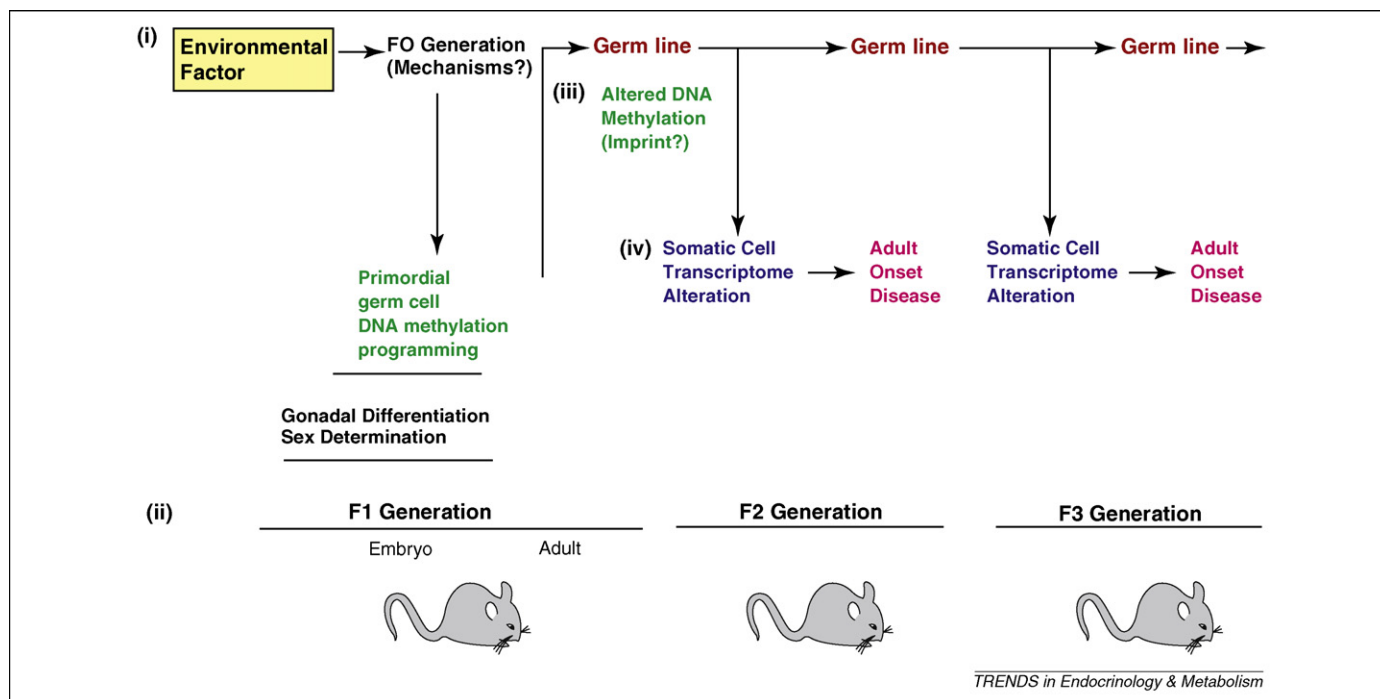 (i)
Environmental
Factor
FO Generation
(Mechanisms?)
Germ line
Germ line
Germ line
(iii)
Altered DNA
Methylation
(Imprint?)
(iv)
Somatic Cell
Transcriptome
Alteration
Adult
Onset
Disease
Somatic Cell
Transcriptome
Alteration
Adult
Onset
Disease
Primordial
germ cell
DNA methylation
programming
Gonadal Differentiation
Sex Determination
(ii)
F1 Generation
F2 Generation
F3 Generation
Embryo
Adult
TRENDS in Endocrinology & Metabolism